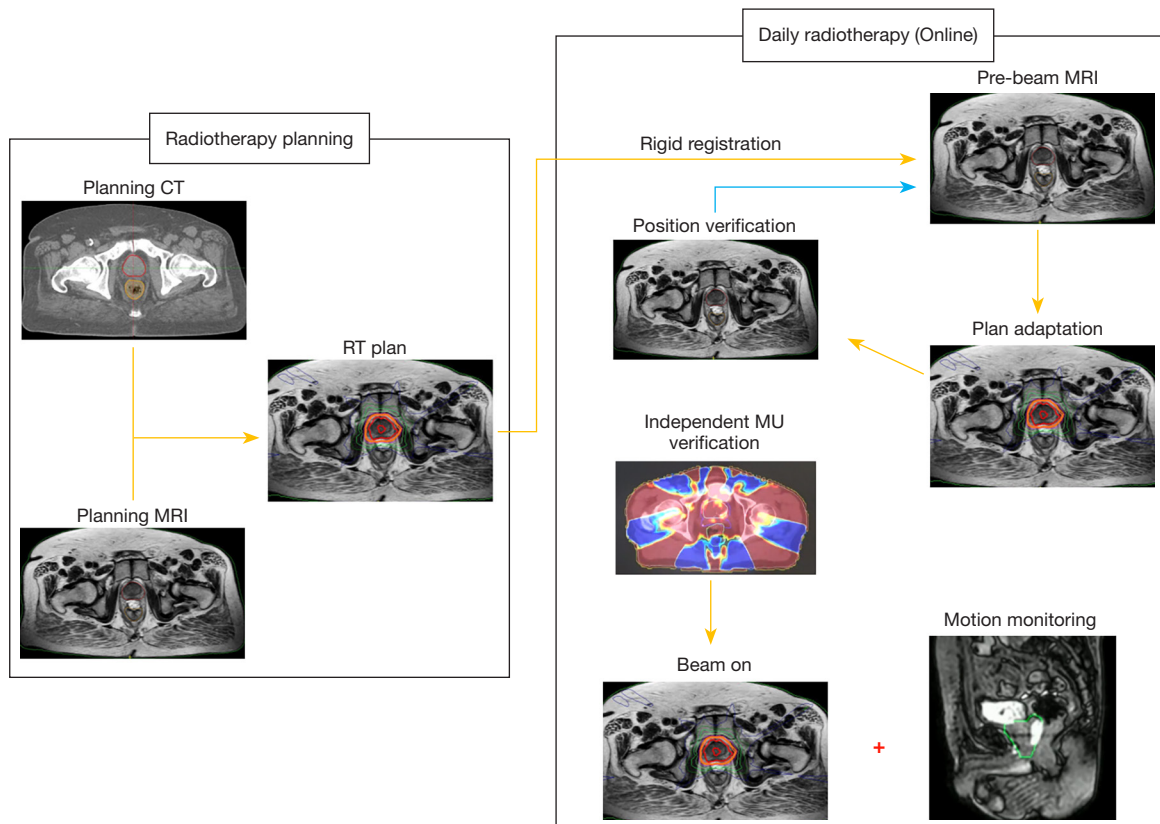 Radiotherapy planning
Planning CT
RT plan
Planning MRI
Daily radiotherapy (Online)
Pre-beam MRI
Rigid registration
Position verification
Plan adaptation
Independent MU
verification
Motion monitoring
Beam on
+